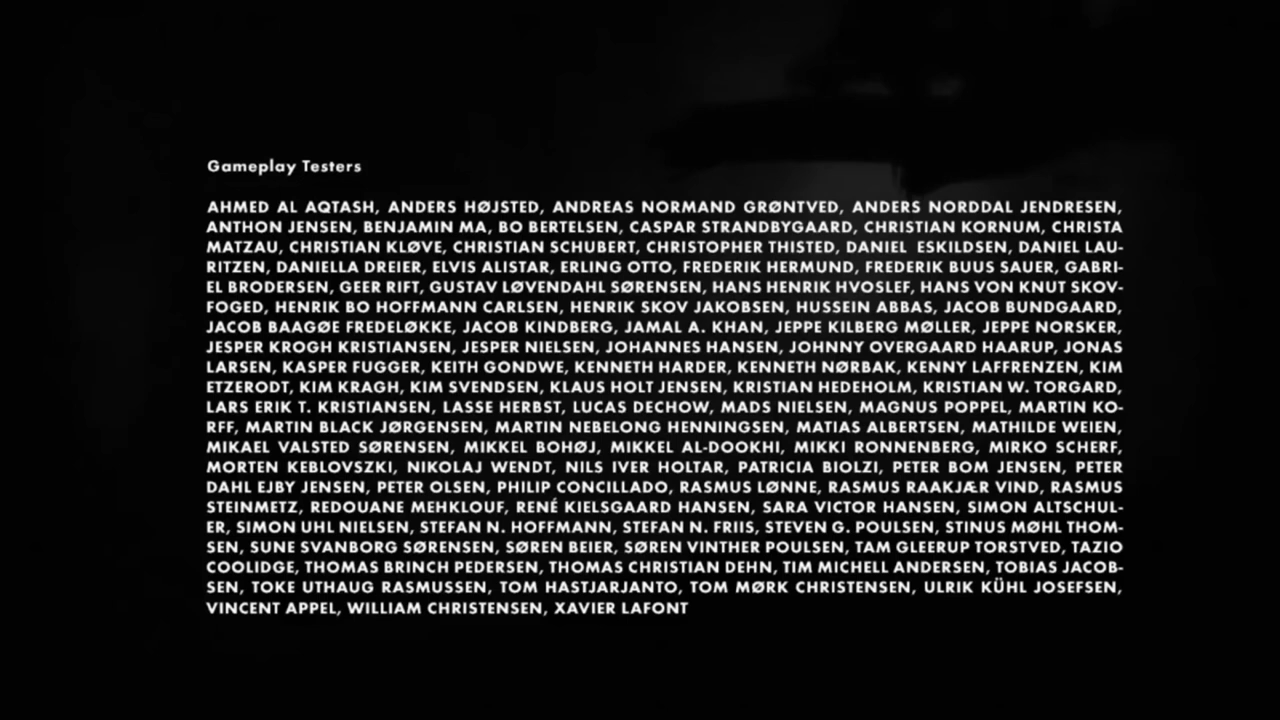 Gameplay Testers
AHMED AL AQTASH, ANDERS HØJSTED, ANDREAS NORMAND GRØNTVED, ANDERS NORDDAL JENDRESEN,
ANTHON JENSEN, BENJAMIN MA, BO BERTELSEN, CASPAR STRANDBYGAARD, CHRISTIAN KORNUM, CHRISTA
MATZAU, CHRISTIAN KLØVE, CHRISTIAN SCHUBERT, CHRISTOPHER THISTED, DANIEL ESKILDSEN, DANIEL LAU-
RITZEN, DANIELLA DREIER, ELVIS ALISTAR, ERLING OTTO, FREDERIK HERMUND, FREDERIK BUUS SAUER, GABRI-
EL BRODERSEN, GEER RIFT, GUSTAV LØVENDAHL SØRENSEN, HANS HENRIK HVOSLEF, HANS VON KNUT SKOV-
FOGED, HENRIK BO HOFFMANN CARLSEN, HENRIK SKOV JAKOBSEN, HUSSEIN ABBAS, JACOB BUNDGAARD,
JACOB BAAGØE FREDELØKKE, JACOB KINDBERG, JAMAL A. KHAN, JEPPE KILBERG MØLLER, JEPPE NORSKER,
JESPER KROGH KRISTIANSEN, JESPER NIELSEN, JOHANNES HANSEN, JOHNNY OVERGAARD HAARUP, JONAS
LARSEN, KASPER FUGGER, KEITH GONDWE, KENNETH HARDER, KENNETH NØRBAK, KENNY LAFFRENZEN, KIM
ETZERODT, KIM KRAGH, KIM SVENDSEN, KLAUS HOLT JENSEN, KRISTIAN HEDEHOLM, KRISTIAN W. TORGARD,
LARS ERIK T. KRISTIANSEN, LASSE HERBST, LUCAS DECHOW, MADS NIELSEN, MAGNUS POPPEL, MARTIN KO-
RFF, MARTIN BLACK JØRGENSEN, MARTIN NEBELONG HENNINGSEN, MATIAS ALBERTSEN, MATHILDE WEIEN,
MIKAEL VALSTED SØRENSEN, MIKKEL BOHØJ, MIKKEL AL-DOOKHI, MIKKI RONNENBERG, MIRKO SCHERF,
MORTEN KEBLOVSZKI, NIKOLAJ WENDT, NILS IVER HOLTAR, PATRICIA BIOLZI, PETER BOM JENSEN, PETER
DAHL EJBY JENSEN, PETER OLSEN, PHILIP CONCILLADO, RASMUS LØNNE, RASMUS RAAKJÆR VIND, RASMUS
STEINMETZ, REDOUANE MEHKLOUF, RENÉ KIELSGAARD HANSEN, SARA VICTOR HANSEN, SIMON ALTSCHUL-
ER, SIMON UHL NIELSEN, STEFAN N. HOFFMANN, STEFAN N. FRIIS, STEVEN G. POULSEN, STINUS MØHL THOM-
SEN, SUNE SVANBORG SØRENSEN, SØREN BEIER, SØREN VINTHER POULSEN, TAM GLEERUP TORSTVED, TAZIO
COOLIDGE, THOMAS BRINCH PEDERSEN, THOMAS CHRISTIAN DEHN, TIM MICHELL ANDERSEN, TOBIAS JACOB-
SEN, TOKE UTHAUG RASMUSSEN, TOM HASTJARJANTO, TOM MØRK CHRISTENSEN, ULRIK KÜHL JOSEFSEN,
VINCENT APPEL, WILLIAM CHRISTENSEN, XAVIER LAFONT